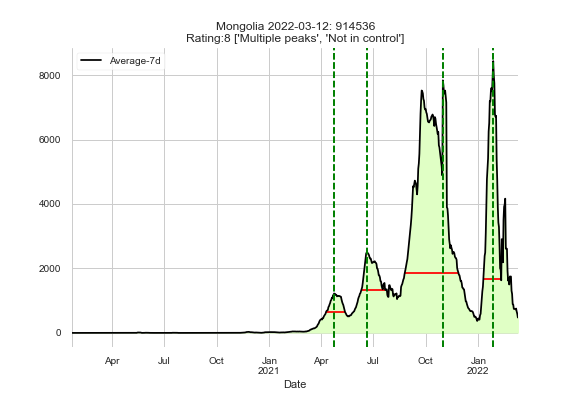 Mongolia 2022-03-12: 914536
Rating:8 ['Multiple peaks', 'Not in control']
Average-7d
8000
6000
4000
2000
0
Apr Jul Oct Jan Apr Jul Oct Jan
2021 2022
Date